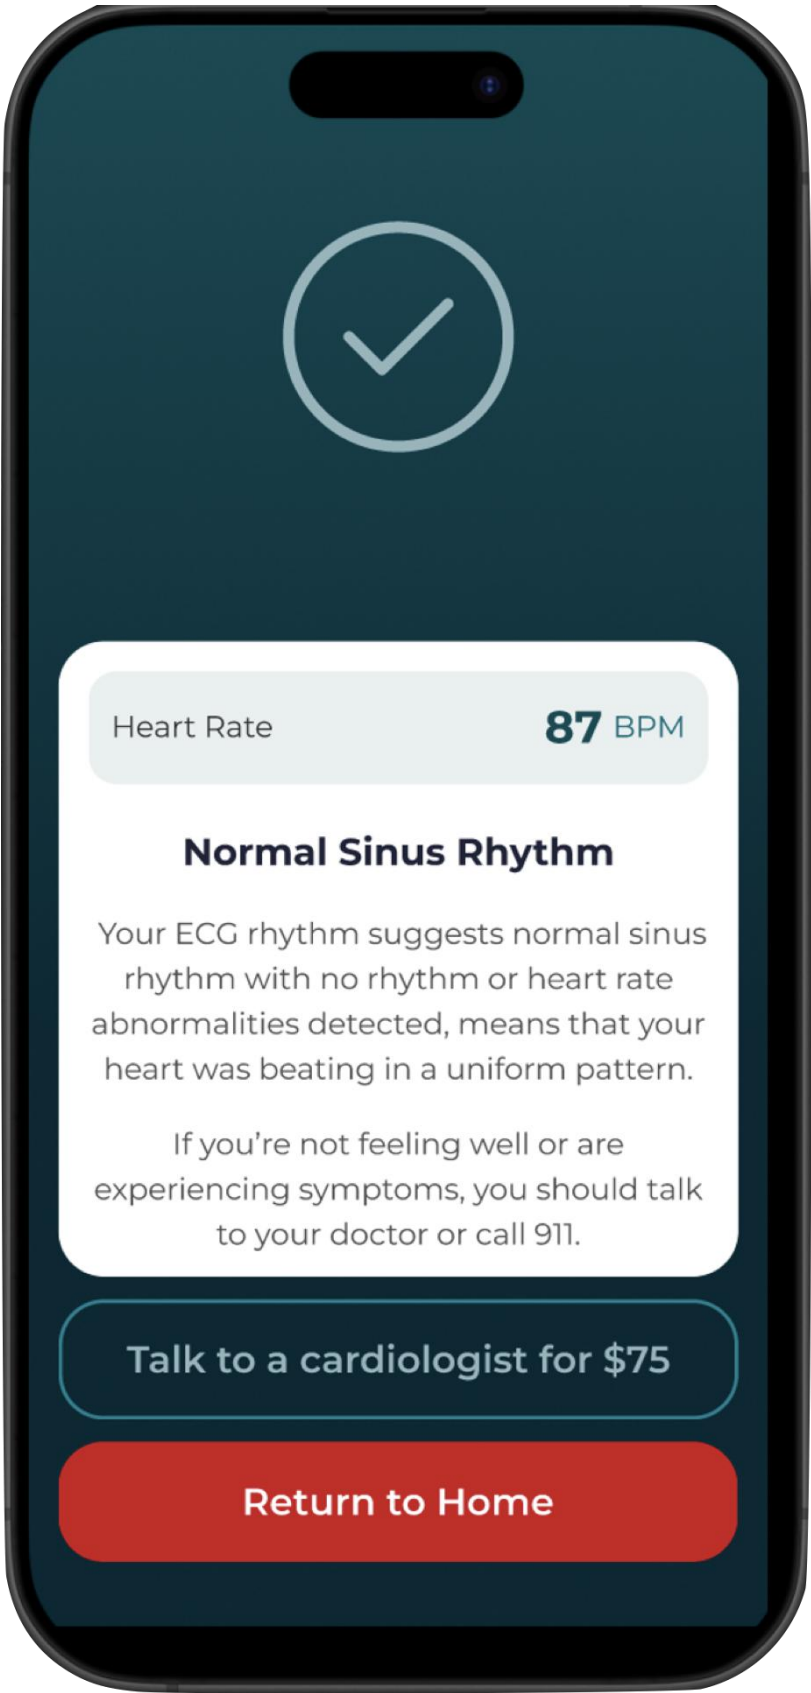 Heart Rate 87 BPM
Normal Sinus Rhythm
Your ECG rhythm suggests normal sinus
rhythm with no rhythm or heart rate
abnormalities detected, means that your
heart was beating in a uniform pattern.
If you’re not feeling well or are
experiencing symptoms, you should talk
to your doctor or call 911.
Talk to a cardiologist for $75
Return to Home